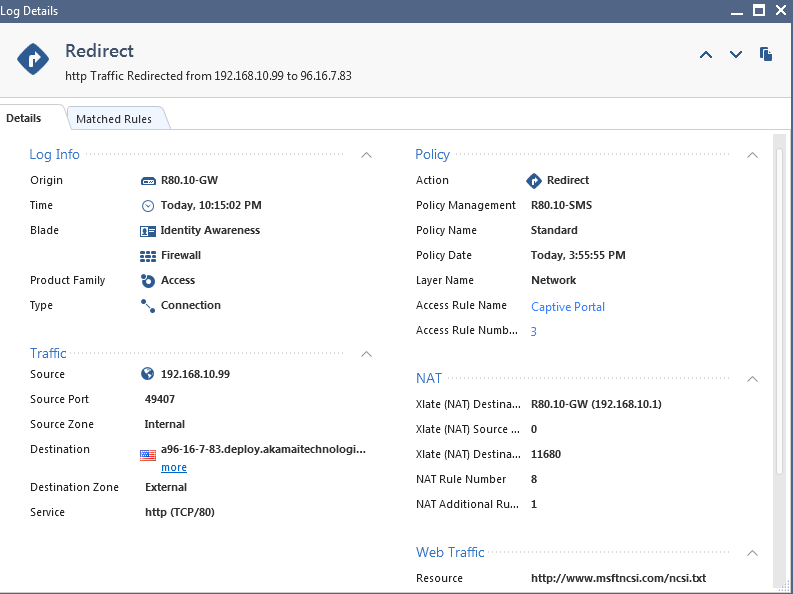 Log Details
Redirect
http Traffic Redirected from 192.168.10.99 to 96.16.7.83
Details
Matched Rules
Log Info
Origin R80.10-GW
Time Today, 10:15:02 PM
Blade Identity Awareness
Firewall
Product Family Access
Type Connection
Traffic
Source 192.168.10.99
Source Port 49407
Source Zone Internal
Destination a96-16-7-83.deploy.akamaitechnologi...
more
Destination Zone External
Service http (TCP/80)
Policy
Action Redirect
Policy Management R80.10-SMS
Policy Name Standard
Policy Date Today, 3:55:55 PM
Layer Name Network
Access Rule Name Captive Portal
Access Rule Numb... 3
NAT
Xlate (NAT) Destina... R80.10-GW (192.168.10.1)
Xlate (NAT) Source ... 0
Xlate (NAT) Destina... 11680
NAT Rule Number 8
NAT Additional Ru... 1
Web Traffic
Resource http://www.msftncsi.com/ncsi.txt